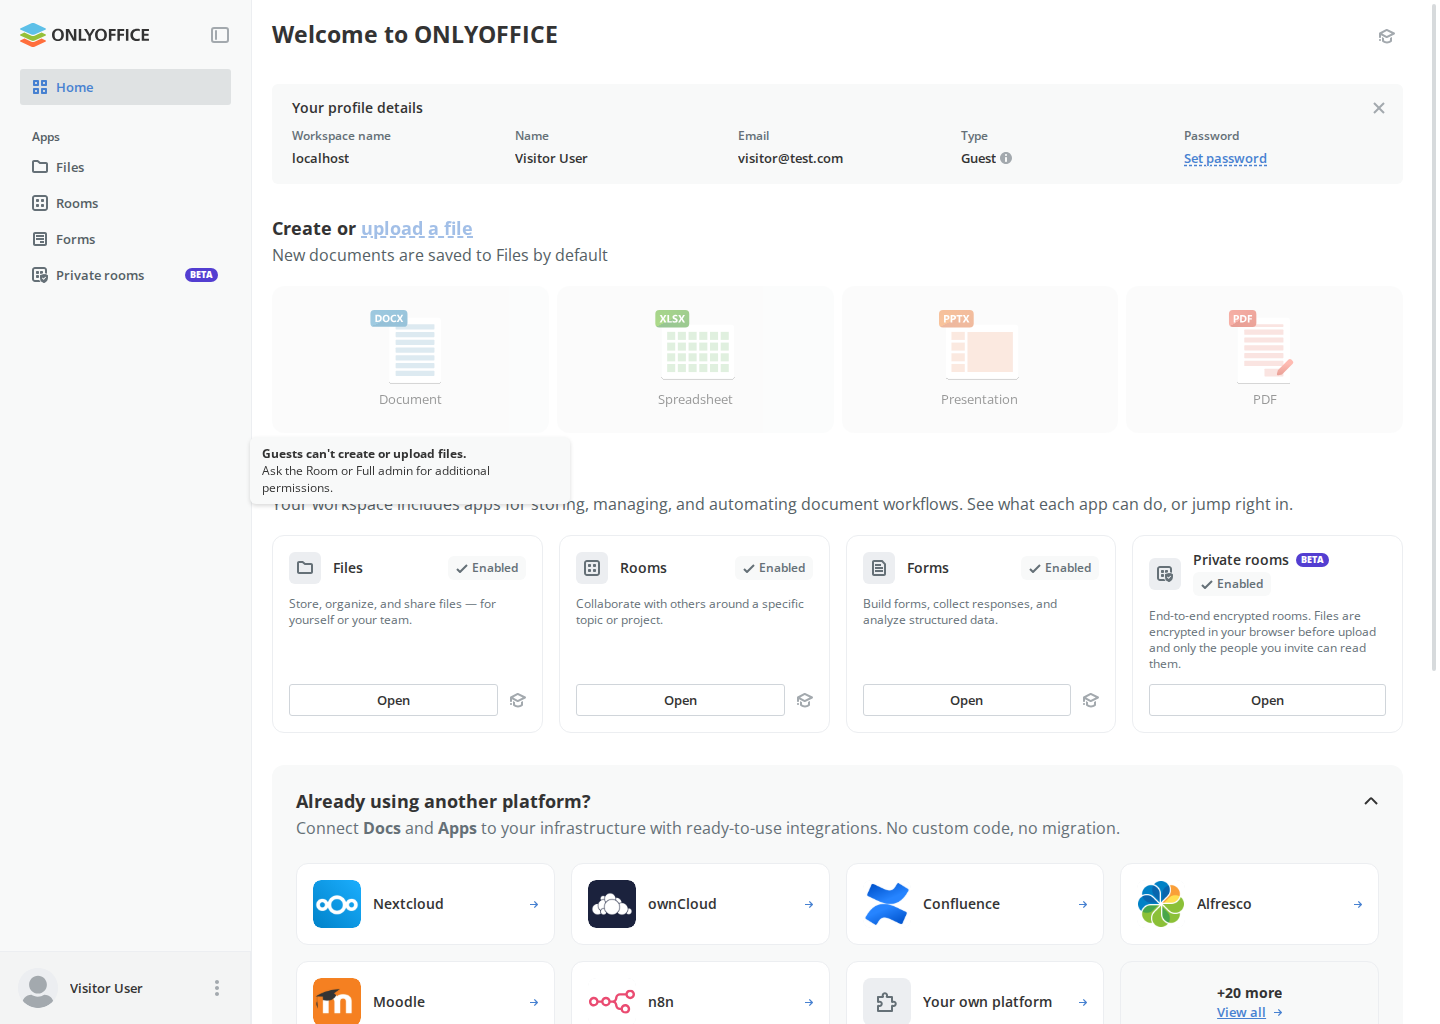 ONLYOFFICE
Home
Apps
Files
Rooms
Forms
Private rooms BETA
Visitor User
Welcome to ONLYOFFICE
Your profile details
Workspace name Name Email Type Password
localhost Visitor User visitor@test.com Guest Set password
Create or upload a file
New documents are saved to Files by default
DOCX XLSX PPTX PDF
Document Spreadsheet Presentation PDF
Guests can't create or upload files.
Ask the Room or Full admin for additional
permissions.
Your workspace includes apps for storing, managing, and automating document workflows. See what each app can do, or jump right in.
Files Enabled
Store, organize, and share files — for
yourself or your team.
Open
Rooms Enabled
Collaborate with others around a specific
topic or project.
Open
Forms Enabled
Build forms, collect responses, and
analyze structured data.
Open
Private rooms BETA
Enabled
End-to-end encrypted rooms. Files are
encrypted in your browser before upload
and only the people you invite can read
them.
Open
Already using another platform?
Connect Docs and Apps to your infrastructure with ready-to-use integrations. No custom code, no migration.
Nextcloud
ownCloud
Confluence
Alfresco
Moodle
n8n
Your own platform
+20 more
View all